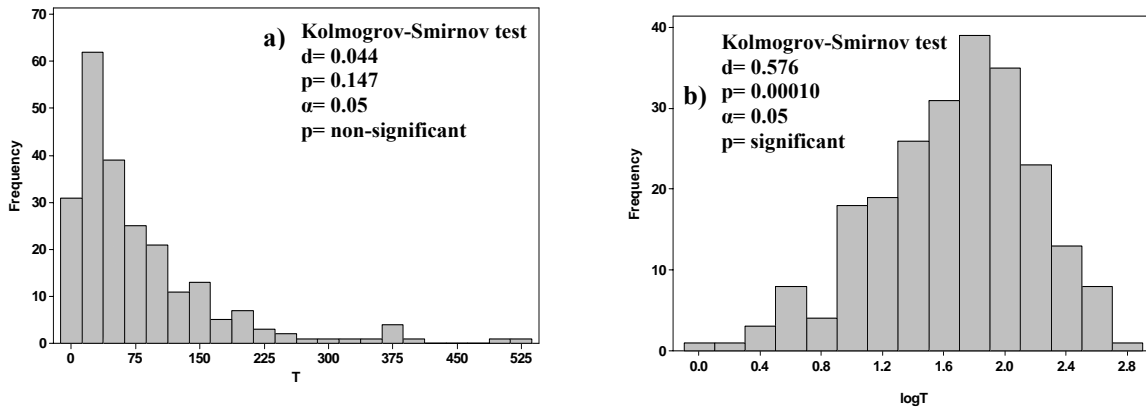 a)
Kolmogrov-Smirnov test
d= 0.044
p= 0.147
α= 0.05
p= non-significant
Frequency
70
60
50
40
30
20
10
0
0 75 150 225 300 375 450 525
T
b)
Kolmogrov-Smirnov test
d= 0.576
p= 0.00010
α= 0.05
p= significant
Frequency
40
30
20
10
0
0.0 0.4 0.8 1.2 1.6 2.0 2.4 2.8
logT